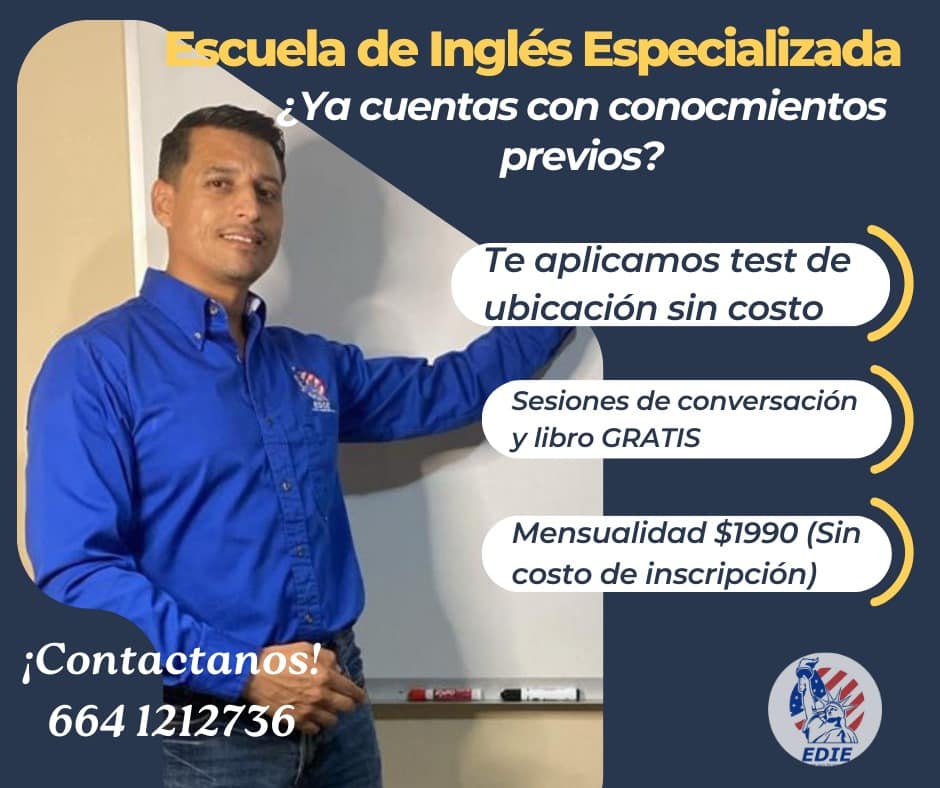 Escuela de Inglés Especializada
¿Ya cuentas con conocmientos
previos?
Te aplicamos test de
ubicación sin costo
EDIE
Sesiones de conversación
y libro GRATIS
Mensualidad $1990 (Sin
costo de inscripción)
¡Contactanos!
664 1212736
EDIE